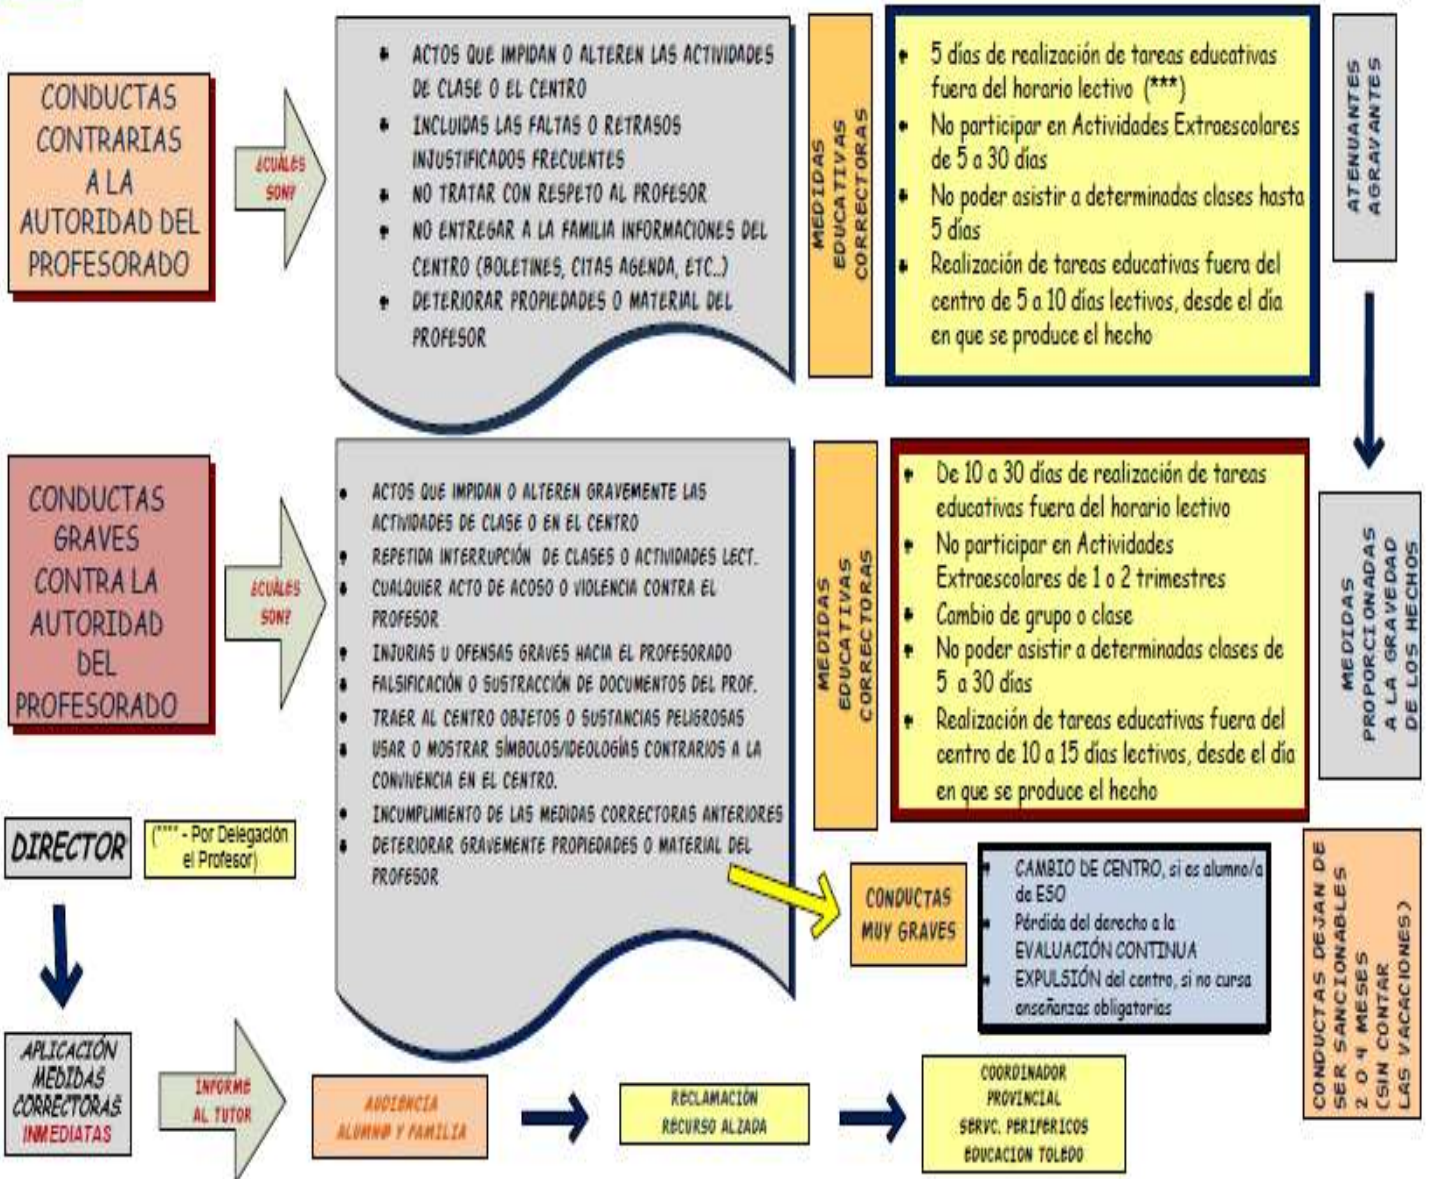 CONDUCTAS
CONTRARIAS
A LA
AUTORIDAD DEL
PROFESORADO
¿CUÁLES
SON?
ACTOS QUE IMPIDAN O ALTEREN LAS ACTIVIDADES
DE CLASE O EL CENTRO
INCLUIDAS LAS FALTAS O RETRASOS
INJUSTIFICADOS FRECUENTES
NO TRATAR CON RESPETO AL PROFESOR
NO ENTREGAR A LA FAMILIA INFORMACIONES DEL
CENTRO (BOLETINES, CITAS AGENDA, ETC..)
DETERIORAR PROPIEDADES O MATERIAL DEL
PROFESOR
MEDIDAS
EDUCATIVAS
CORRECTORAS
5 días de realización de tareas educativas
fuera del horario lectivo (***)
No participar en Actividades Extraescolares
de 5 a 30 días
No poder asistir a determinadas clases hasta
5 días
Realización de tareas educativas fuera del
centro de 5 a 10 días lectivos, desde el día
en que se produce el hecho
ATENUANTES
AGRAVANTES
CONDUCTAS
GRAVES
CONTRA LA
AUTORIDAD
DEL
PROFESORADO
¿CUÁLES
SON?
ACTOS QUE IMPIDAN O ALTEREN GRAVEMENTE LAS
ACTIVIDADES DE CLASE O EN EL CENTRO
REPETIDA INTERRUPCIÓN DE CLASES O ACTIVIDADES LECT.
CUALQUIER ACTO DE ACOSO O VIOLENCIA CONTRA EL
PROFESOR
INJURIAS U OFENSAS GRAVES HACIA EL PROFESORADO
FALSIFICACIÓN O SUSTRACCIÓN DE DOCUMENTOS DEL PROF.
TRAER AL CENTRO OBJETOS O SUSTANCIAS PELIGROSAS
USAR O MOSTRAR SÍMBOLOS/IDEOLOGÍAS CONTRARIOS A LA
CONVIVENCIA EN EL CENTRO.
INCUMPLIMIENTO DE LAS MEDIDAS CORRECTORAS ANTERIORES
DETERIORAR GRAVEMENTE PROPIEDADES O MATERIAL DEL
PROFESOR
MEDIDAS
EDUCATIVAS
CORRECTORAS
De 10 a 30 días de realización de tareas
educativas fuera del horario lectivo
No participar en Actividades
Extraescolares de 1 o 2 trimestres
Cambio de grupo o clase
No poder asistir a determinadas clases de
5 a 30 días
Realización de tareas educativas fuera del
centro de 10 a 15 días lectivos, desde el día
en que se produce el hecho
MEDIDAS
PROPORCIONADAS
A LA GRAVEDAD
DE LOS HECHOS
DIRECTOR
(**** - Por Delegación
el Profesor)
CONDUCTAS
MUY GRAVES
CAMBIO DE CENTRO, si es alumno/a
de ESO
Pérdida del derecho a la
EVALUACIÓN CONTINUA
EXPULSIÓN del centro, si no cursa
enseñanzas obligatorias
CONDUCTAS DEJAN DE
SER SANCIONABLES
2 O 4 MESES
(SIN CONTAR
LAS VACACIONES)
APLICACIÓN
MEDIDAS
CORRECTORAS.
INMEDIATAS
INFORME
AL TUTOR
AUDIENCIA
ALUMN@ Y FAMILIA
RECLAMACIÓN
RECURSO ALZADA
COORDINADOR
PROVINCIAL
SERVC. PERIFÉRICOS
EDUCACION TOLEDO